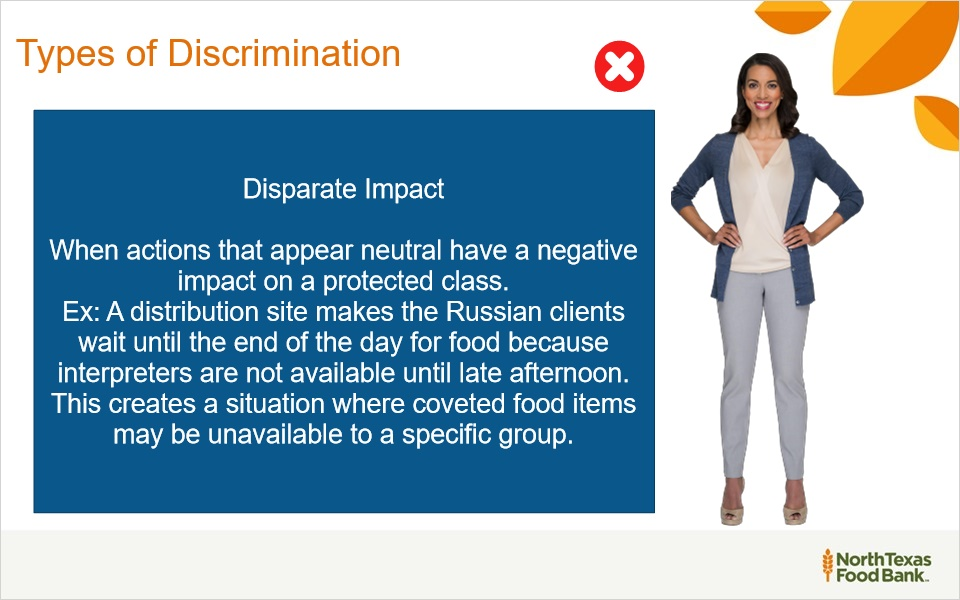 Types of Discrimination
Disparate Impact
When actions that appear neutral have a negative
impact on a protected class.
Ex: A distribution site makes the Russian clients
wait until the end of the day for food because
interpreters are not available until late afternoon.
This creates a situation where coveted food items
may be unavailable to a specific group.
NorthTexas
Food Bank